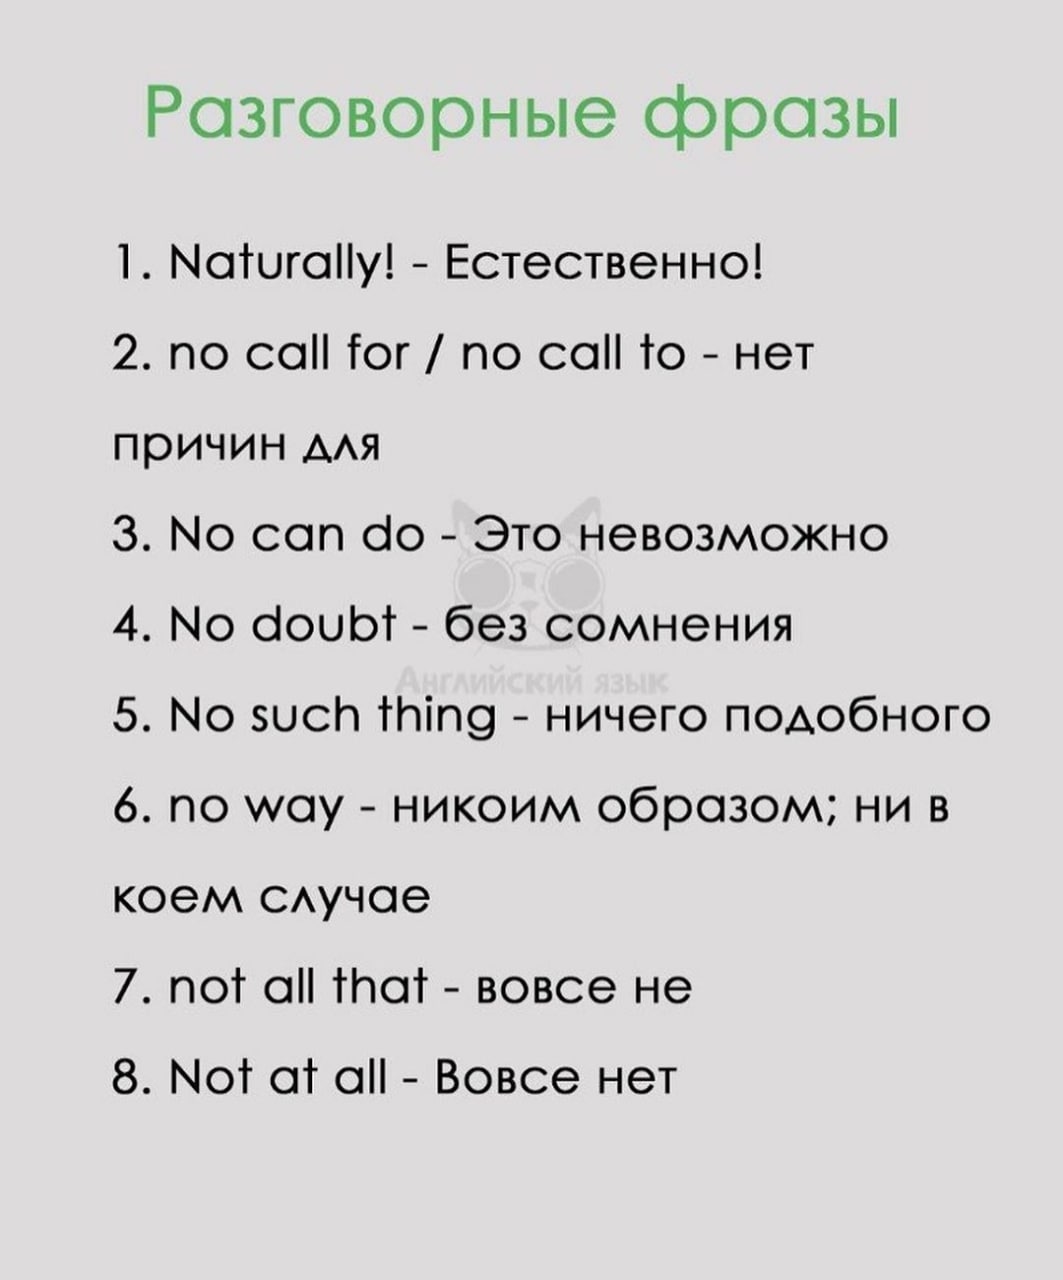 Разговорные фразы
1. Naturally! - Естественно!
2. no call for / no call to - нет
причин для
3. No can do - Это невозможно
4. No doubt - без сомнения
Английский язык
5. No such thing - ничего подобного
6. no way - никоим образом; ни в
коем случае
7. not all that - вовсе не
8. Not at all - Вовсе нет